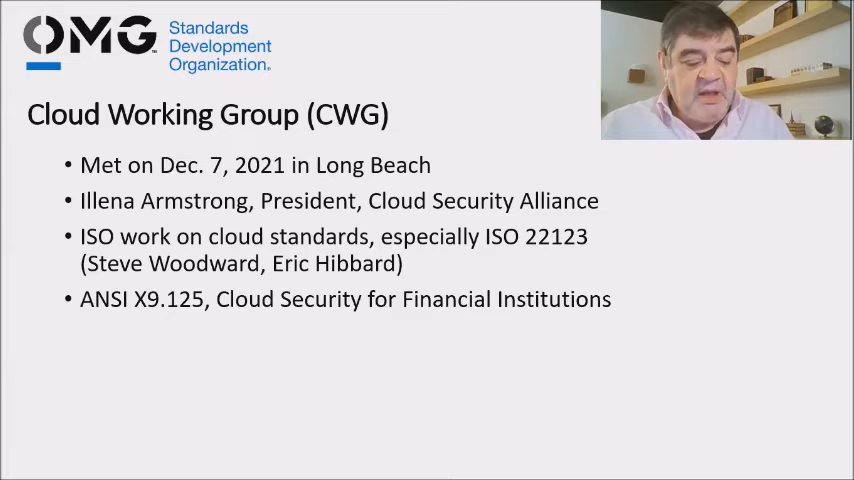 OMG™ Standards
Development
Organization®
Cloud Working Group (CWG)
• Met on Dec. 7, 2021 in Long Beach
• Illena Armstrong, President, Cloud Security Alliance
• ISO work on cloud standards, especially ISO 22123
(Steve Woodward, Eric Hibbard)
• ANSI X9.125, Cloud Security for Financial Institutions